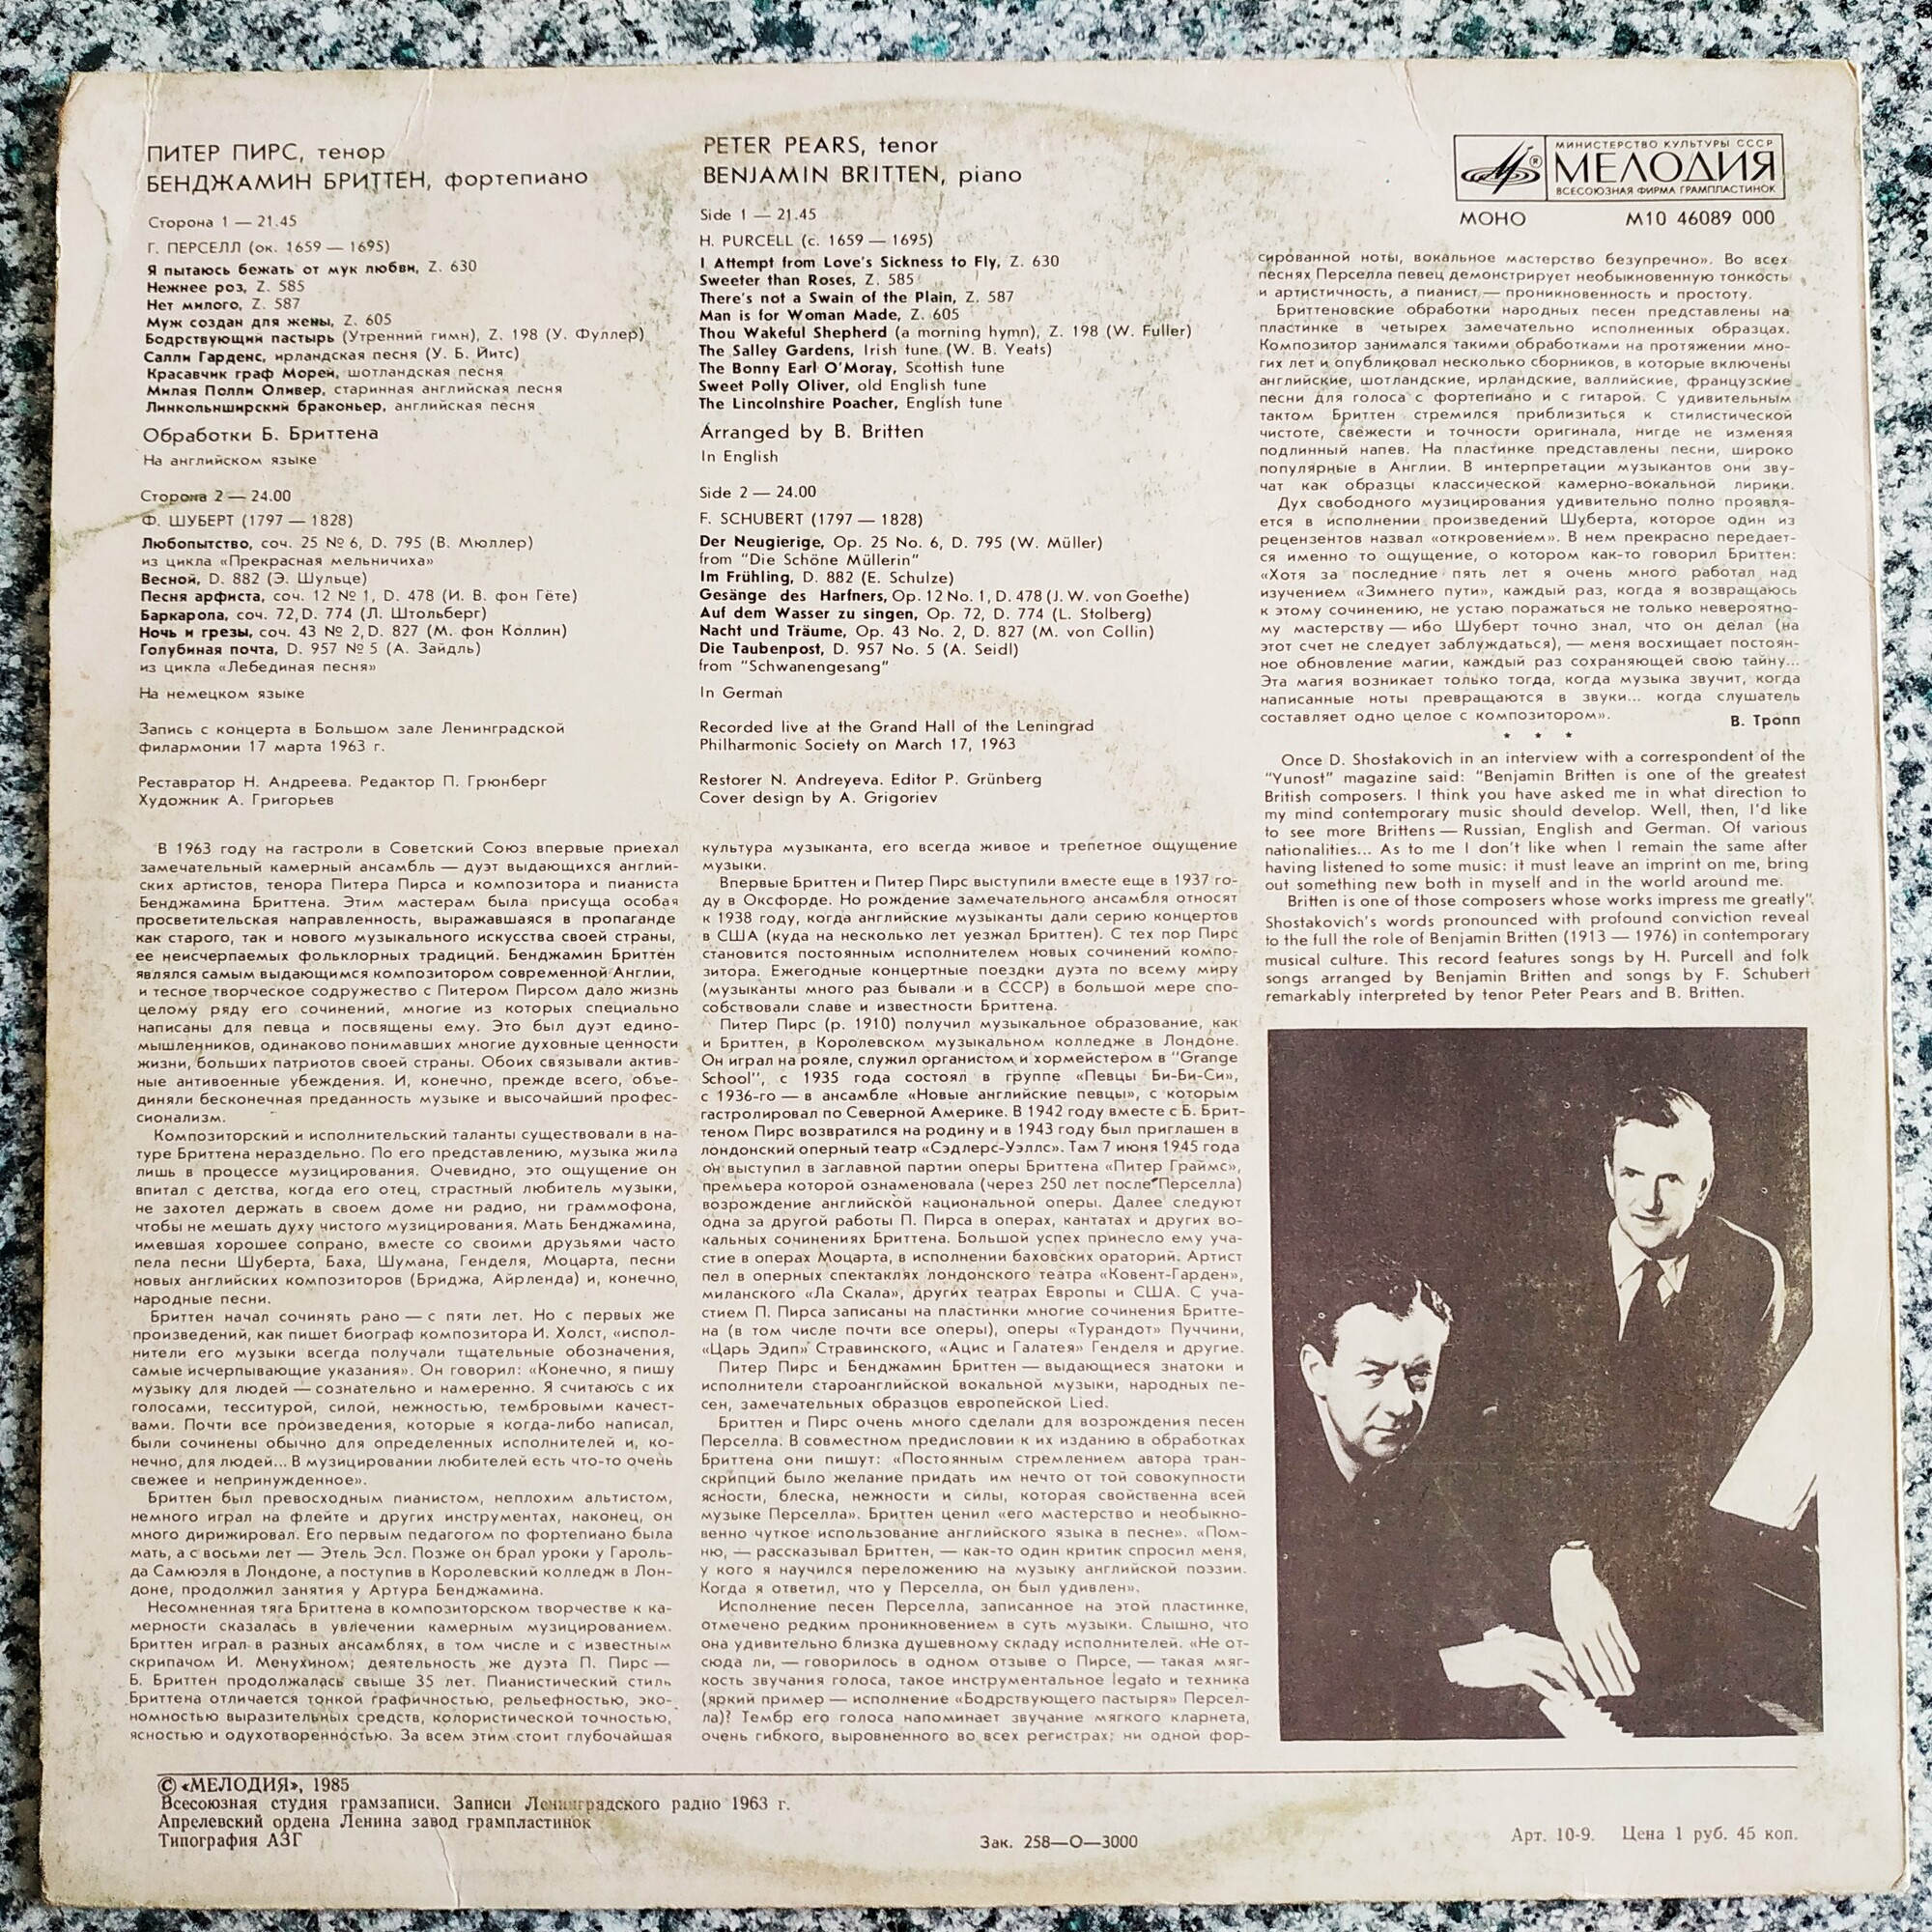 ПИТЕР ПИРС, тенор
БЕНДЖАМИН БРИТТЕН, фортепиано
Сторона 1 — 21.45
Г. ПЕРСЕЛЛ (ок. 1659 — 1695)
Я пытаюсь бежать от мук любви, Z. 630
Нежнее роз, Z. 585
Нет милого, Z. 587
Муж создан для жены, Z. 605
Бодрствующий пастырь (Утренний гимн), Z. 198 (У. Фуллер)
Салли Гарденс, ирландская песня (У. Б. Йитс)
Красавчик граф Морей, шотландская песня
Милая Полли Оливер, старинная английская песня
Линкольнширский браконьер, английская песня
Обработки Б. Бриттена
На английском языке
Сторона 2 — 24.00
Ф. ШУБЕРТ (1797 — 1828)
Любопытство, соч. 25 № 6, D. 795 (В. Мюллер)
из цикла «Прекрасная мельничиха»
Весной, D. 882 (Э. Шульце)
Песня арфиста, соч. 12 № 1, D. 478 (И. В. фон Гёте)
Баркарола, соч. 72, D. 774 (Л. Штольберг)
Ночь и грезы, соч. 43 № 2, D. 827 (М. фон Коллин)
Голубиная почта, D. 957 № 5 (А. Зайдль)
из цикла «Лебединая песня»
На немецком языке
Запись с концерта в Большом зале Ленинградской
филармонии 17 марта 1963 г.
Реставратор Н. Андреева. Редактор П. Грюнберг
Художник А. Григорьев
PETER PEARS, tenor
BENJAMIN BRITTEN, piano
Side 1 — 21.45
H. PURCELL (c. 1659 — 1695)
I Attempt from Love's Sickness to Fly, Z. 630
Sweeter than Roses, Z. 585
There's not a Swain of the Plain, Z. 587
Man is for Woman Made, Z. 605
Thou Wakeful Shepherd (a morning hymn), Z. 198 (W. Fuller)
The Salley Gardens, Irish tune (W. B. Yeats)
The Bonny Earl O'Moray, Scottish tune
Sweet Polly Oliver, old English tune
The Lincolnshire Poacher, English tune
Arranged by B. Britten
In English
Side 2 — 24.00
F. SCHUBERT (1797 — 1828)
Der Neugierige, Op. 25 No. 6, D. 795 (W. Müller)
from "Die Schöne Müllerin"
Im Frühling, D. 882 (E. Schulze)
Gesänge des Harfners, Op. 12 No. 1, D. 478 (J. W. von Goethe)
Auf dem Wasser zu singen, Op. 72, D. 774 (L. Stolberg)
Nacht und Träume, Op. 43 No. 2, D. 827 (M. von Collin)
Die Taubenpost, D. 957 No. 5 (A. Seidl)
from "Schwanengesang"
In German
Recorded live at the Grand Hall of the Leningrad
Philharmonic Society on March 17, 1963
Restorer N. Andreyeva. Editor P. Grünberg
Cover design by A. Grigoriev
МИНИСТЕРСТВО КУЛЬТУРЫ СССР
МЕЛОДИЯ
ВСЕСОЮЗНАЯ ФИРМА ГРАМПЛАСТИНОК
®
МОНО М10 46089 000
В 1963 году на гастроли в Советский Союз впервые приехал
замечательный камерный ансамбль — дуэт выдающихся англий-
ских артистов, тенора Питера Пирса и композитора и пианиста
Бенджамина Бриттена. Этим мастерам была присуща особая
просветительская направленность, выражавшаяся в пропаганде
как старого, так и нового музыкального искусства своей страны,
ее неисчерпаемых фольклорных традиций. Бенджамин Бриттен
являлся самым выдающимся композитором современной Англии,
и тесное творческое содружество с Питером Пирсом дало жизнь
целому ряду его сочинений, многие из которых специально
написаны для певца и посвящены ему. Это был дуэт едино-
мышленников, одинаково понимавших многие духовные ценности
жизни, больших патриотов своей страны. Обоих связывали актив-
ные антивоенные убеждения. И, конечно, прежде всего, объе-
диняли бесконечная преданность музыке и высочайший профес-
сионализм.
Композиторский и исполнительский таланты существовали в на-
туре Бриттена нераздельно. По его представлению, музыка жила
лишь в процессе музицирования. Очевидно, это ощущение он
впитал с детства, когда его отец, страстный любитель музыки,
не захотел держать в своем доме ни радио, ни граммофона,
чтобы не мешать духу чистого музицирования. Мать Бенджамина,
имевшая хорошее сопрано, вместе со своими друзьями часто
пела песни Шуберта, Баха, Шумана, Генделя, Моцарта, песни
новых английских композиторов (Бриджа, Айрленда) и, конечно,
народные песни.
Бриттен начал сочинять рано — с пяти лет. Но с первых же
произведений, как пишет биограф композитора И. Холст, «испол-
нители его музыки всегда получали тщательные обозначения,
самые исчерпывающие указания». Он говорил: «Конечно, я пишу
музыку для людей — сознательно и намеренно. Я считаюсь с их
голосами, тесситурой, силой, нежностью, тембровыми качест-
вами. Почти все произведения, которые я когда-либо написал,
были сочинены обычно для определенных исполнителей и, ко-
нечно, для людей... В музицировании любителей есть что-то очень
свежее и непринужденное».
Бриттен был превосходным пианистом, неплохим альтистом,
немного играл на флейте и других инструментах, наконец, он
много дирижировал. Его первым педагогом по фортепиано была
мать, а с восьми лет — Этель Эсл. Позже он брал уроки у Гароль-
да Самюэля в Лондоне, а поступив в Королевский колледж в Лон-
доне, продолжил занятия у Артура Бенджамина.
Несомненная тяга Бриттена в композиторском творчестве к ка-
мерности сказалась в увлечении камерным музицированием.
Бриттен играл в разных ансамблях, в том числе и с известным
скрипачом И. Менухином; деятельность же дуэта П. Пирс —
Б. Бриттен продолжалась свыше 35 лет. Пианистический стиль
Бриттена отличается тонкой графичностью, рельефностью, эко-
номностью выразительных средств, колористической точностью,
ясностью и одухотворенностью. За всем этим стоит глубочайшая
культура музыканта, его всегда живое и трепетное ощущение
музыки.
Впервые Бриттен и Питер Пирс выступили вместе еще в 1937 го-
ду в Оксфорде. Но рождение замечательного ансамбля относят
к 1938 году, когда английские музыканты дали серию концертов
в США (куда на несколько лет уезжал Бриттен). С тех пор Пирс
становится постоянным исполнителем новых сочинений компо-
зитора. Ежегодные концертные поездки дуэта по всему миру
(музыканты много раз бывали и в СССР) в большой мере спо-
собствовали славе и известности Бриттена.
Питер Пирс (р. 1910) получил музыкальное образование, как
и Бриттен, в Королевском музыкальном колледже в Лондоне.
Он играл на рояле, служил органистом и хормейстером в "Grange
School", с 1935 года состоял в группе «Певцы Би-Би-Си»,
с 1936-го — в ансамбле «Новые английские певцы», с которым
гастролировал по Северной Америке. В 1942 году вместе с Б. Брит-
теном Пирс возвратился на родину и в 1943 году был приглашен в
лондонский оперный театр «Сэдлерс-Уэллс». Там 7 июня 1945 года
он выступил в заглавной партии оперы Бриттена «Питер Граймс»,
премьера которой ознаменовала (через 250 лет после Перселла)
возрождение английской национальной оперы. Далее следуют
одна за другой работы П. Пирса в операх, кантатах и других во-
кальных сочинениях Бриттена. Большой успех принесло ему уча-
стие в операх Моцарта, в исполнении баховских ораторий. Артист
пел в оперных спектаклях лондонского театра «Ковент-Гарден»,
миланского «Ла Скала», других театрах Европы и США. С уча-
стием П. Пирса записаны на пластинки многие сочинения Бритте-
на (в том числе почти все оперы), оперы «Турандот» Пуччини,
«Царь Эдип» Стравинского, «Ацис и Галатея» Генделя и другие.
Питер Пирс и Бенджамин Бриттен — выдающиеся знатоки и
исполнители староанглийской вокальной музыки, народных пе-
сен, замечательных образцов европейской Lied.
Бриттен и Пирс очень много сделали для возрождения песен
Перселла. В совместном предисловии к их изданию в обработках
Бриттена они пишут: «Постоянным стремлением автора тран-
скрипций было желание придать им нечто от той совокупности
ясности, блеска, нежности и силы, которая свойственна всей
музыке Перселла». Бриттен ценил «его мастерство и необыкно-
венно чуткое использование английского языка в песне». «Пом-
ню, — рассказывал Бриттен, — как-то один критик спросил меня,
у кого я научился переложению на музыку английской поэзии.
Когда я ответил, что у Перселла, он был удивлен».
Исполнение песен Перселла, записанное на этой пластинке,
отмечено редким проникновением в суть музыки. Слышно, что
она удивительно близка душевному складу исполнителей. «Не от-
сюда ли, — говорилось в одном отзыве о Пирсе, — такая мяг-
кость звучания голоса, такое инструментальное legato и техника
(яркий пример — исполнение «Бодрствующего пастыря» Персел-
ла)? Тембр его голоса напоминает звучание мягкого кларнета,
очень гибкого, выровненного во всех регистрах; ни одной фор-
сированной ноты, вокальное мастерство безупречно». Во всех
песнях Перселла певец демонстрирует необыкновенную тонкость
и артистичность, а пианист — проникновенность и простоту.
Бриттеновские обработки народных песен представлены на
пластинке в четырех замечательно исполненных образцах.
Композитор занимался такими обработками на протяжении мно-
гих лет и опубликовал несколько сборников, в которые включены
английские, шотландские, ирландские, валлийские, французские
песни для голоса с фортепиано и с гитарой. С удивительным
тактом Бриттен стремился приблизиться к стилистической
чистоте, свежести и точности оригинала, нигде не изменяя
подлинный напев. На пластинке представлены песни, широко
популярные в Англии. В интерпретации музыкантов они зву-
чат как образцы классической камерно-вокальной лирики.
Дух свободного музицирования удивительно полно проявля-
ется в исполнении произведений Шуберта, которое один из
рецензентов назвал «откровением». В нем прекрасно передает-
ся именно то ощущение, о котором как-то говорил Бриттен:
«Хотя за последние пять лет я очень много работал над
изучением «Зимнего пути», каждый раз, когда я возвращаюсь
к этому сочинению, не устаю поражаться не только невероятно-
му мастерству — ибо Шуберт точно знал, что он делал (на
этот счет не следует заблуждаться), — меня восхищает постоян-
ное обновление магии, каждый раз сохраняющей свою тайну...
Эта магия возникает только тогда, когда музыка звучит, когда
написанные ноты превращаются в звуки... когда слушатель
составляет одно целое с композитором».
В. Тропп
* * *
Once D. Shostakovich in an interview with a correspondent of the
"Yunost" magazine said: "Benjamin Britten is one of the greatest
British composers. I think you have asked me in what direction to
my mind contemporary music should develop. Well, then, I'd like
to see more Brittens — Russian, English and German. Of various
nationalities... As to me I don't like when I remain the same after
having listened to some music: it must leave an imprint on me, bring
out something new both in myself and in the world around me.
Britten is one of those composers whose works impress me greatly".
Shostakovich's words pronounced with profound conviction reveal
to the full the role of Benjamin Britten (1913 — 1976) in contemporary
musical culture. This record features songs by H. Purcell and folk
songs arranged by Benjamin Britten and songs by F. Schubert
remarkably interpreted by tenor Peter Pears and B. Britten.
© «МЕЛОДИЯ», 1985
Всесоюзная студия грамзаписи. Записи Ленинградского радио 1963 г.
Апрелевский ордена Ленина завод грампластинок
Типография АЗГ
Зак. 258—О—3000
Арт. 10-9. Цена 1 руб. 45 коп.